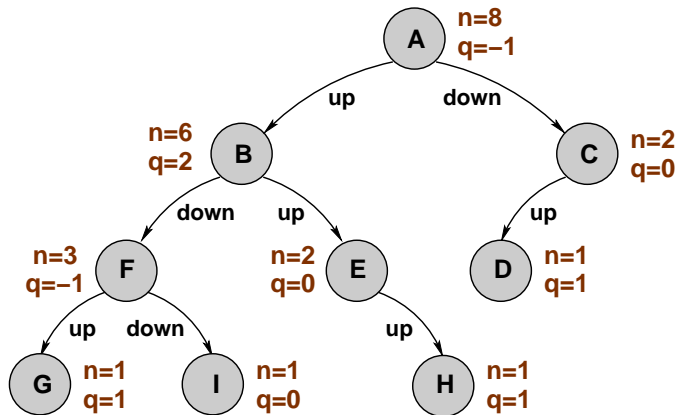 A
n=8
q=−1
up
down
n=6
q=2
B
C
n=2
q=0
down
up
up
n=3
q=−1
F
n=2
q=0
E
D
n=1
q=1
up
down
up
G
n=1
q=1
I
n=1
q=0
H
n=1
q=1